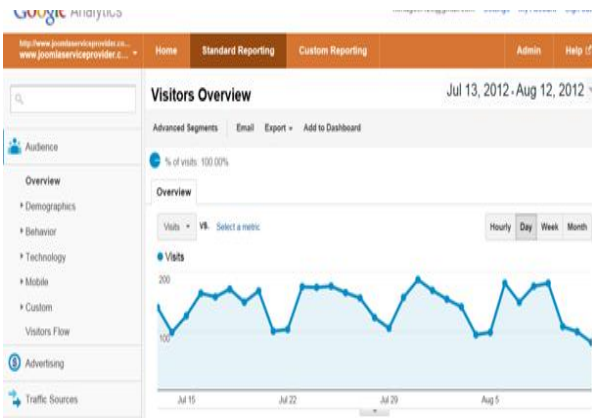 Google Analytics
http://www.joomlaserviceprovider.co...
www.joomlaserviceprovider.c...
Home
Standard Reporting
Custom Reporting
Admin
Help
Visitors Overview
Jul 13, 2012 - Aug 12, 2012
Advanced Segments
Email
Export
Add to Dashboard
Audience
% of visits: 100.00%
Overview
Overview
Demographics
Behavior
Visits
VS.
Select a metric
Hourly
Day
Week
Month
Technology
Visits
Mobile
200
Custom
Visitors Flow
100
Advertising
Traffic Sources
Jul 15
Jul 22
Jul 29
Aug 5